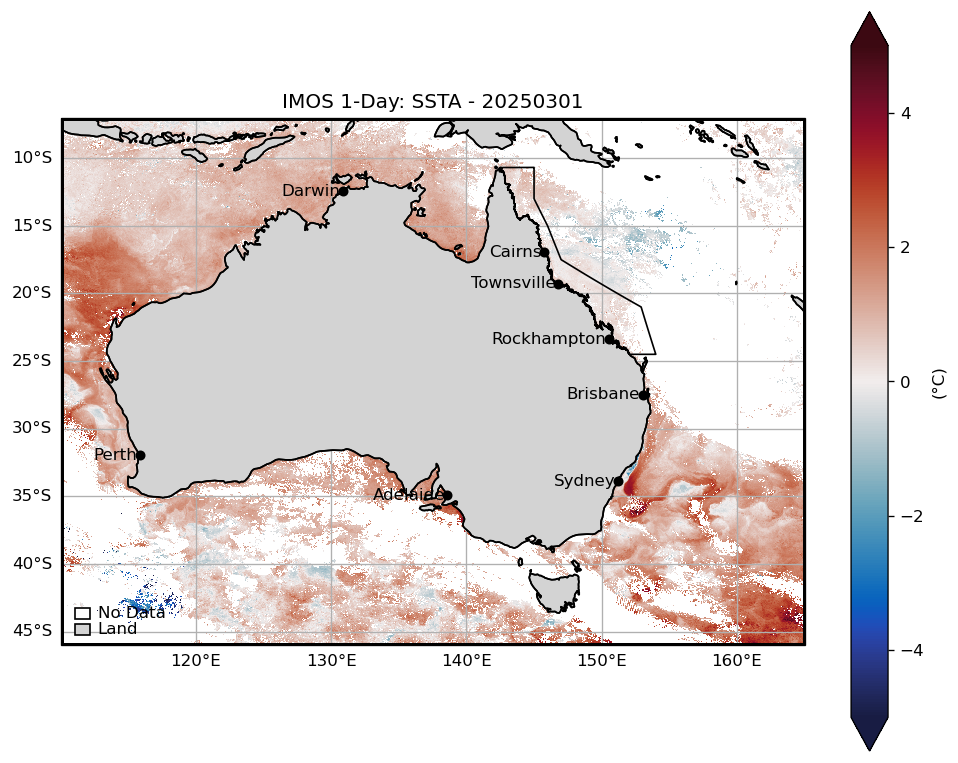 IMOS 1-Day: SSTA - 20250301
10°S
15°S
20°S
25°S
30°S
35°S
40°S
45°S
120°E
130°E
140°E
150°E
160°E
Darwin
Cairns
Townsville
Rockhampton
Brisbane
Perth
Sydney
Adelaide
No Data
Land
4
2
0
−2
−4
(°C)